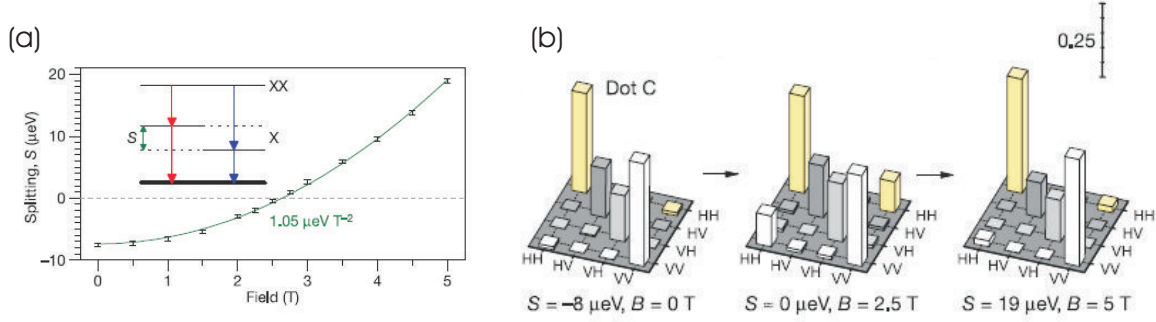 (a)
20
10
0
−10
Splitting, S (μeV)
XX
S
X
1.05 μeV T⁻²
0
1
2
3
4
5
Field (T)
(b)
0.25
Dot C
HH
HV
VH
VV
HH
HV
VH
VV
S = −8 μeV, B = 0 T
HH
HV
VH
VV
HH
HV
VH
VV
S = 0 μeV, B = 2.5 T
HH
HV
VH
VV
HH
HV
VH
VV
S = 19 μeV, B = 5 T